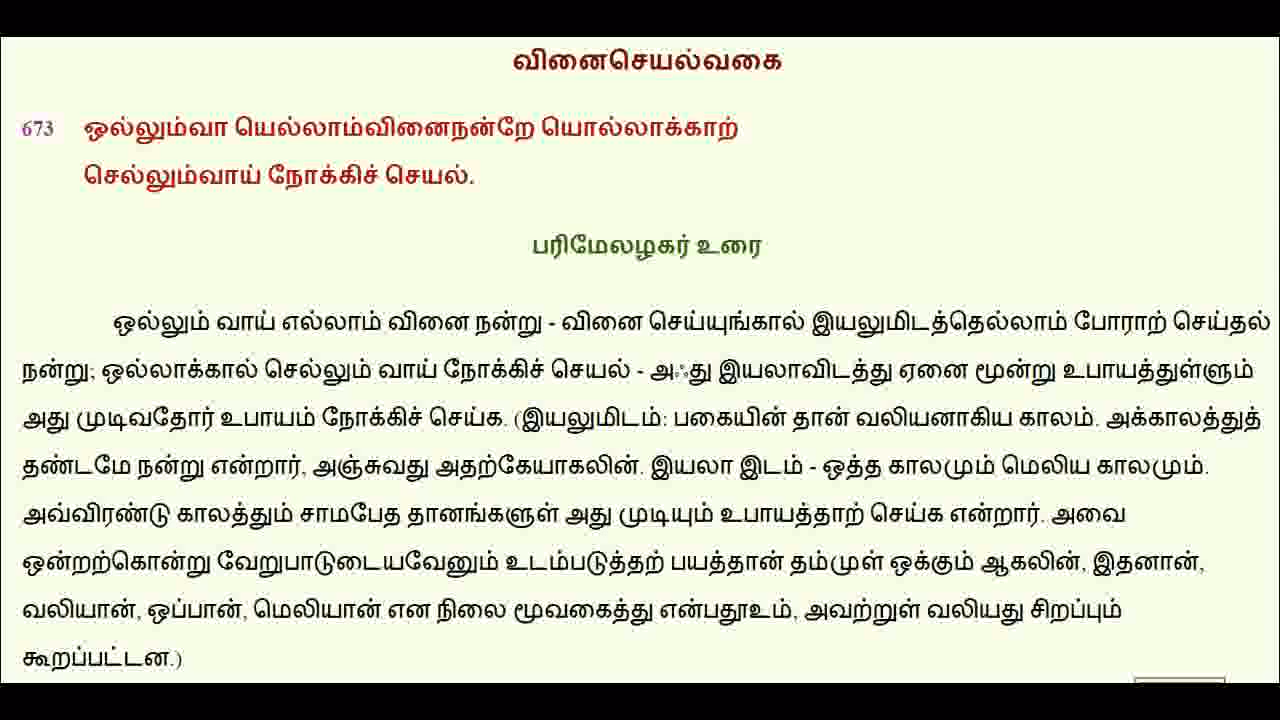 வினைசெயல்வகை
673 ஒல்லும்வா யெல்லாம்வினைநன்றே யொல்லாக்காற்
செல்லும்வாய் நோக்கிச் செயல்.
பரிமேலழகர் உரை
ஒல்லும் வாய் எல்லாம் வினை நன்று - வினை செய்யுங்கால் இயலுமிடத்தெல்லாம் போராற் செய்தல்
நன்று; ஒல்லாக்கால் செல்லும் வாய் நோக்கிச் செயல் - அஃது இயலாவிடத்து ஏனை மூன்று உபாயத்துள்ளும்
அது முடிவதோர் உபாயம் நோக்கிச் செய்க. (இயலுமிடம்: பகையின் தான் வலியனாகிய காலம். அக்காலத்துத்
தண்டமே நன்று என்றார், அஞ்சுவது அதற்கேயாகலின். இயலா இடம் - ஒத்த காலமும் மெலிய காலமும்.
அவ்விரண்டு காலத்தும் சாமபேத தானங்களுள் அது முடியும் உபாயத்தாற் செய்க என்றார். அவை
ஒன்றற்கொன்று வேறுபாடுடையவேனும் உடம்படுத்தற் பயத்தான் தம்முள் ஒக்கும் ஆகலின், இதனான்,
வலியான், ஒப்பான், மெலியான் என நிலை மூவகைத்து என்பதூஉம், அவற்றுள் வலியது சிறப்பும்
கூறப்பட்டன.)